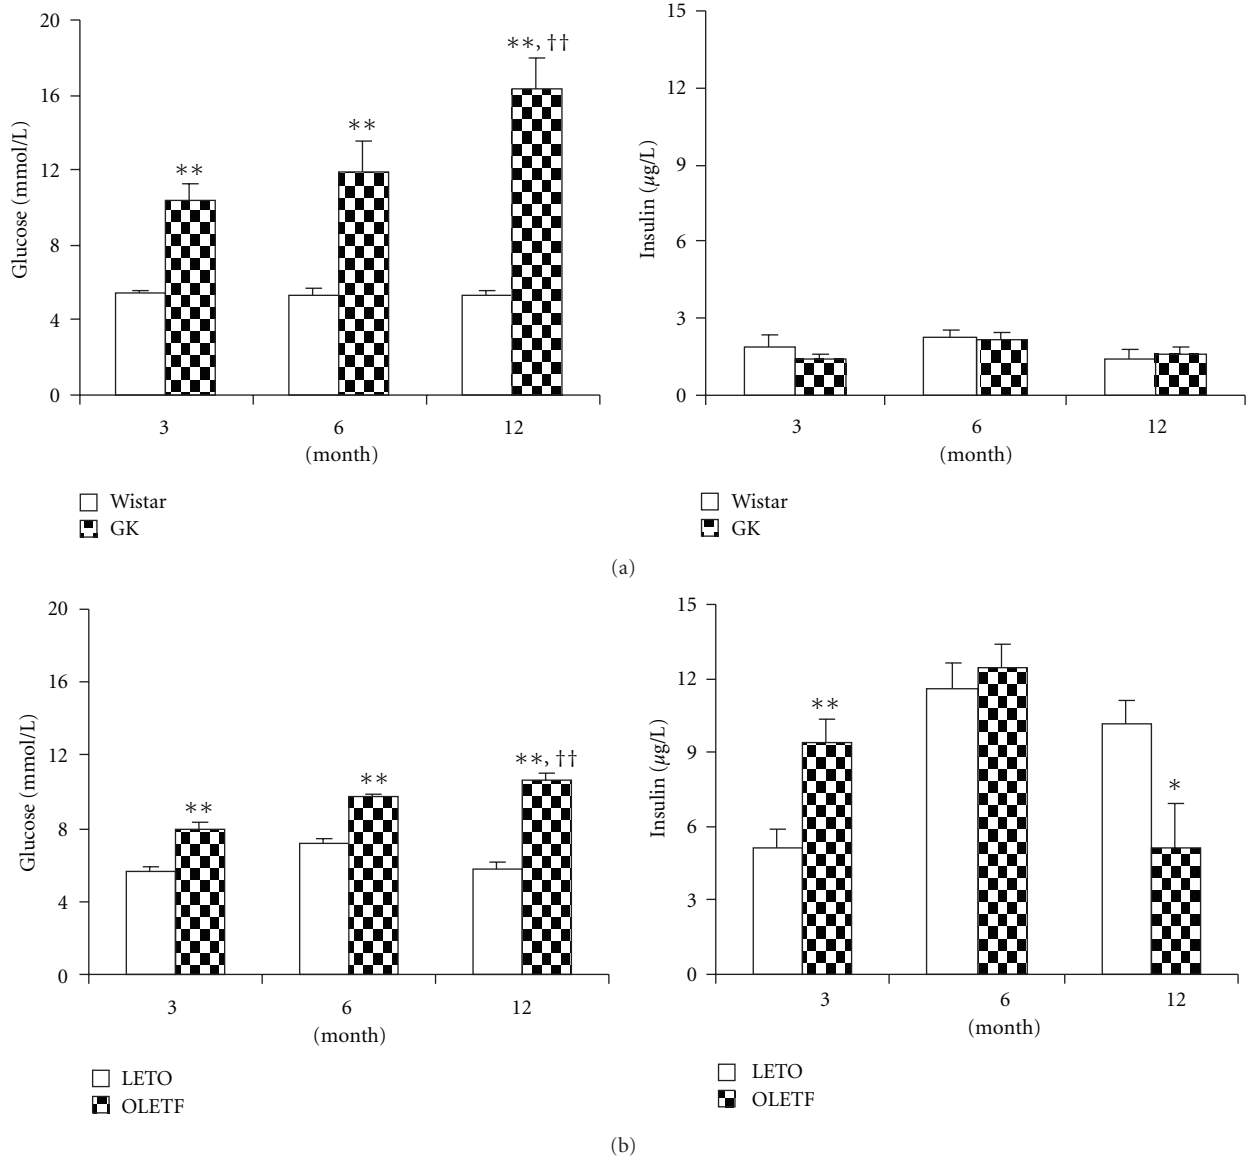 20
16
12
8
4
0
Glucose (mmol/L)
**
**
**, ††
3
6
12
(month)
Wistar
GK
15
12
9
6
3
0
Insulin (µg/L)
3
6
12
(month)
Wistar
GK
(a)
20
16
12
8
4
0
Glucose (mmol/L)
**
**
**, ††
3
6
12
(month)
LETO
OLETF
15
12
9
6
3
0
Insulin (µg/L)
**
*
3
6
12
(month)
LETO
OLETF
(b)